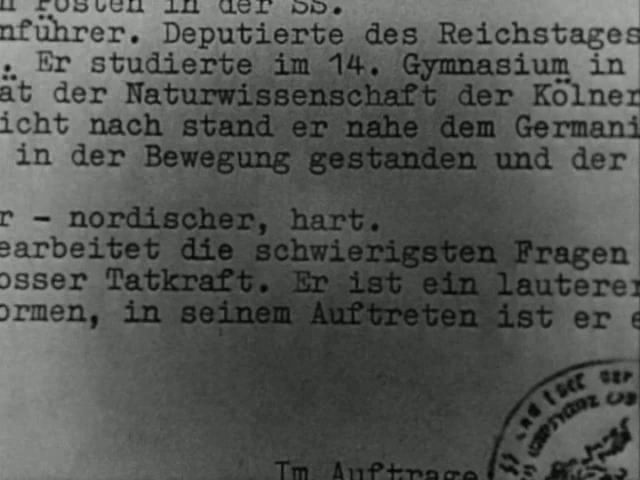 n Posten in der SS.
nführer. Deputierte des Reichstages
. Er studierte im 14. Gymnasium in
ät der Naturwissenschaft der Kölner
icht nach stand er nahe dem Germani
in der Bewegung gestanden und der
r - nordischer, hart.
earbeitet die schwierigsten Fragen
osser Tatkraft. Er ist ein lauterer
ormen, in seinem Auftreten ist er e
Im Auftrage